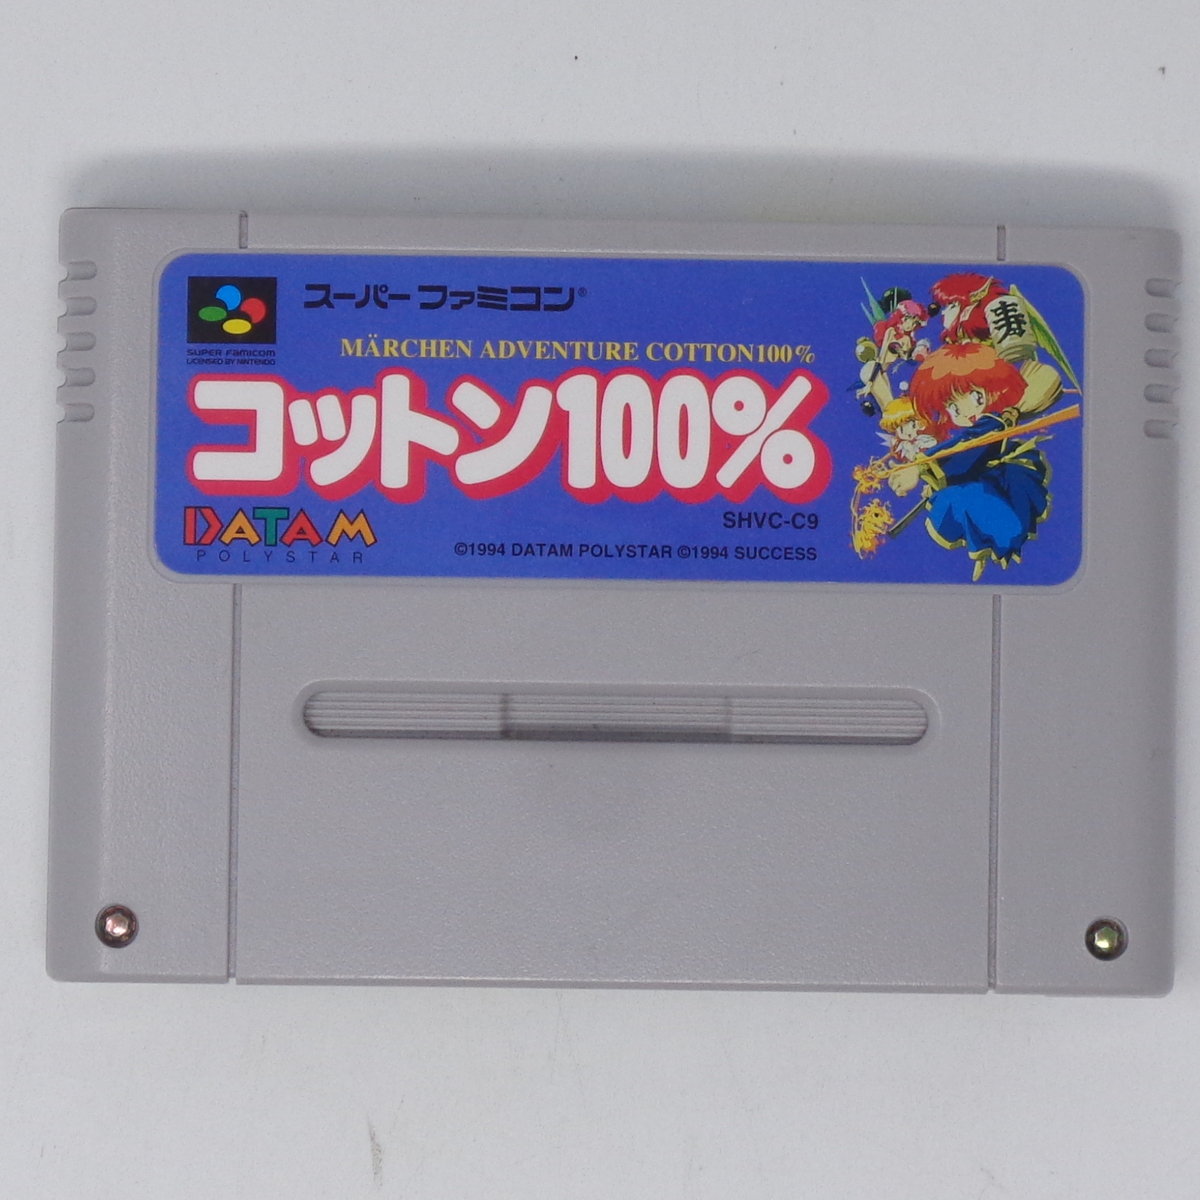 スーパーファミコン®
SUPER FAMICOM
LICENSED BY NINTENDO
MÄRCHEN ADVENTURE COTTON100%
コットン100%
寿
SHVC-C9
DATAM
POLYSTAR
©1994 DATAM POLYSTAR ©1994 SUCCESS